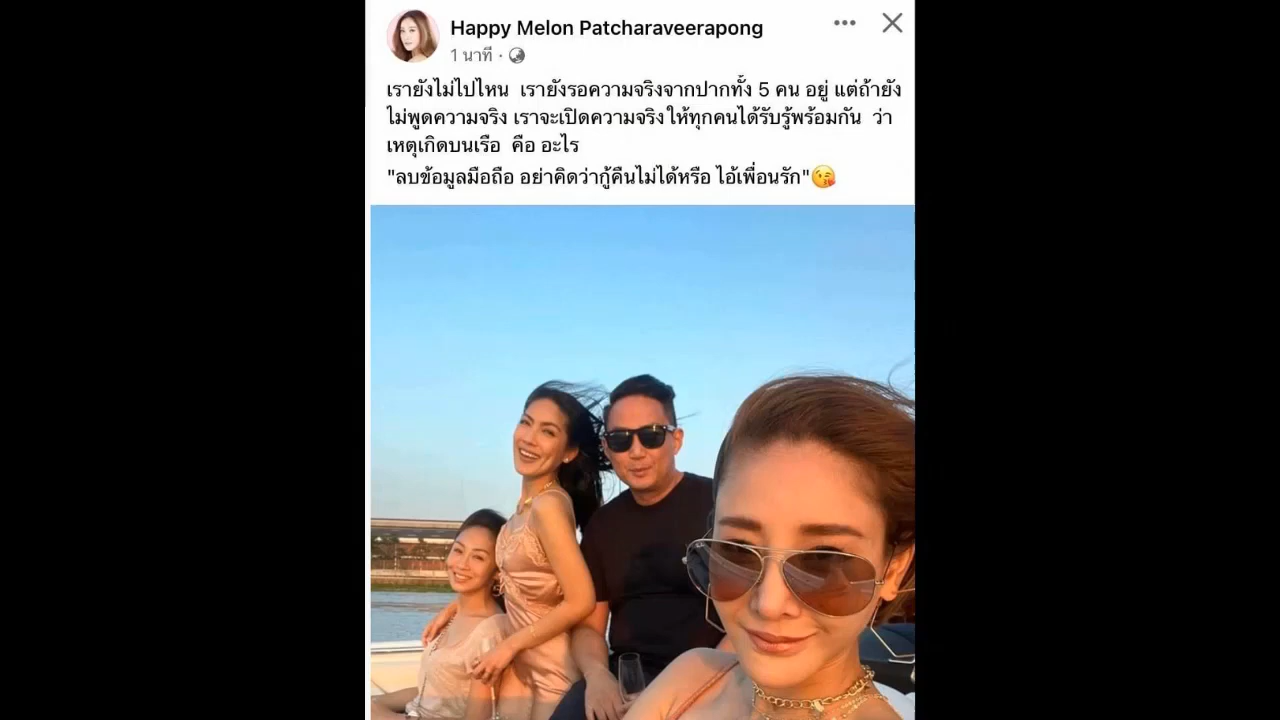 Happy Melon Patcharaveerapong
1 นาที ·
เรายังไม่ไปไหน เรายังรอความจริงจากปากทั้ง 5 คน อยู่ แต่ถ้ายัง
ไม่พูดความจริง เราจะเปิดความจริงให้ทุกคนได้รับรู้พร้อมกัน ว่า
เหตุเกิดบนเรือ คือ อะไร
"ลบข้อมูลมือถือ อย่าคิดว่ากู้คืนไม่ได้หรือ ไอ้เพื่อนรัก"😘